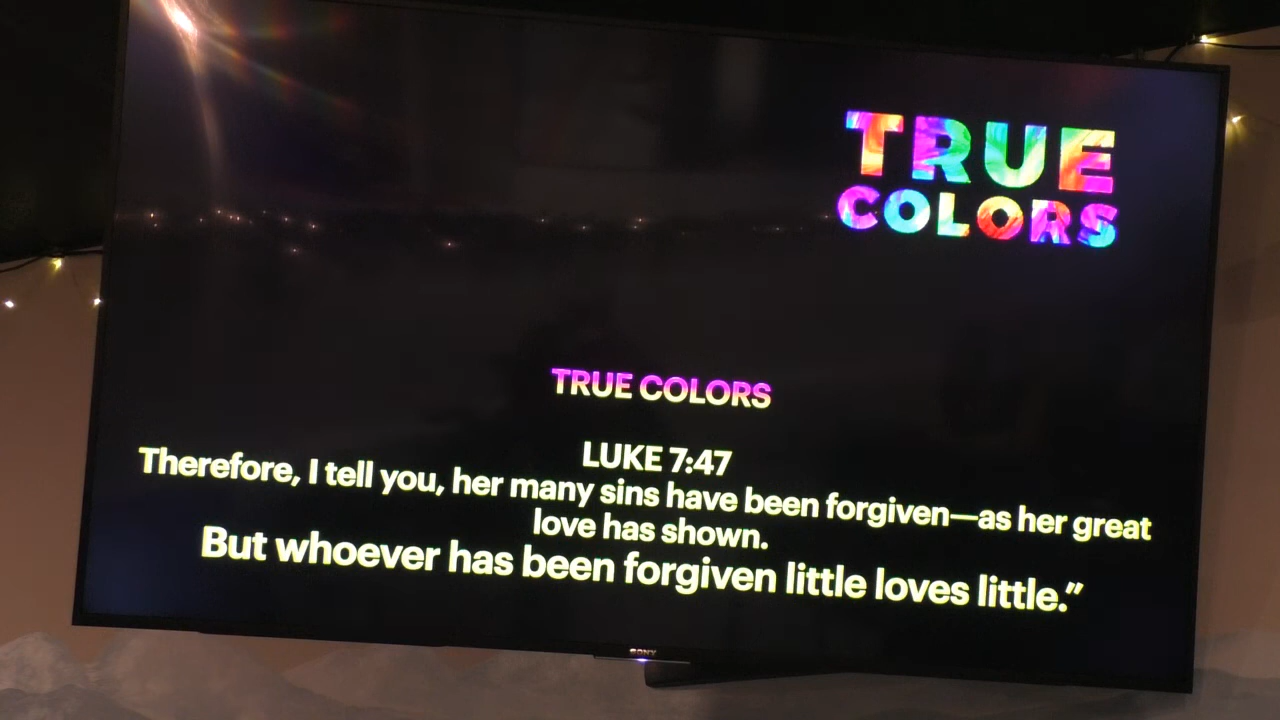 TRUE
COLORS
TRUE COLORS
LUKE 7:47
Therefore, I tell you, her many sins have been forgiven—as her great
love has shown.
But whoever has been forgiven little loves little.”
SONY